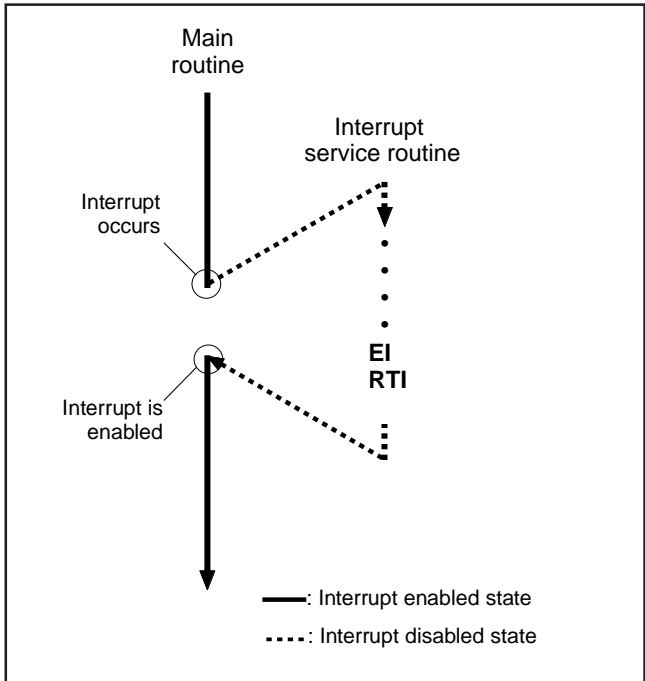 Main
routine
Interrupt
service routine
Interrupt
occurs
EI
RTI
Interrupt is
enabled
: Interrupt enabled state
: Interrupt disabled state